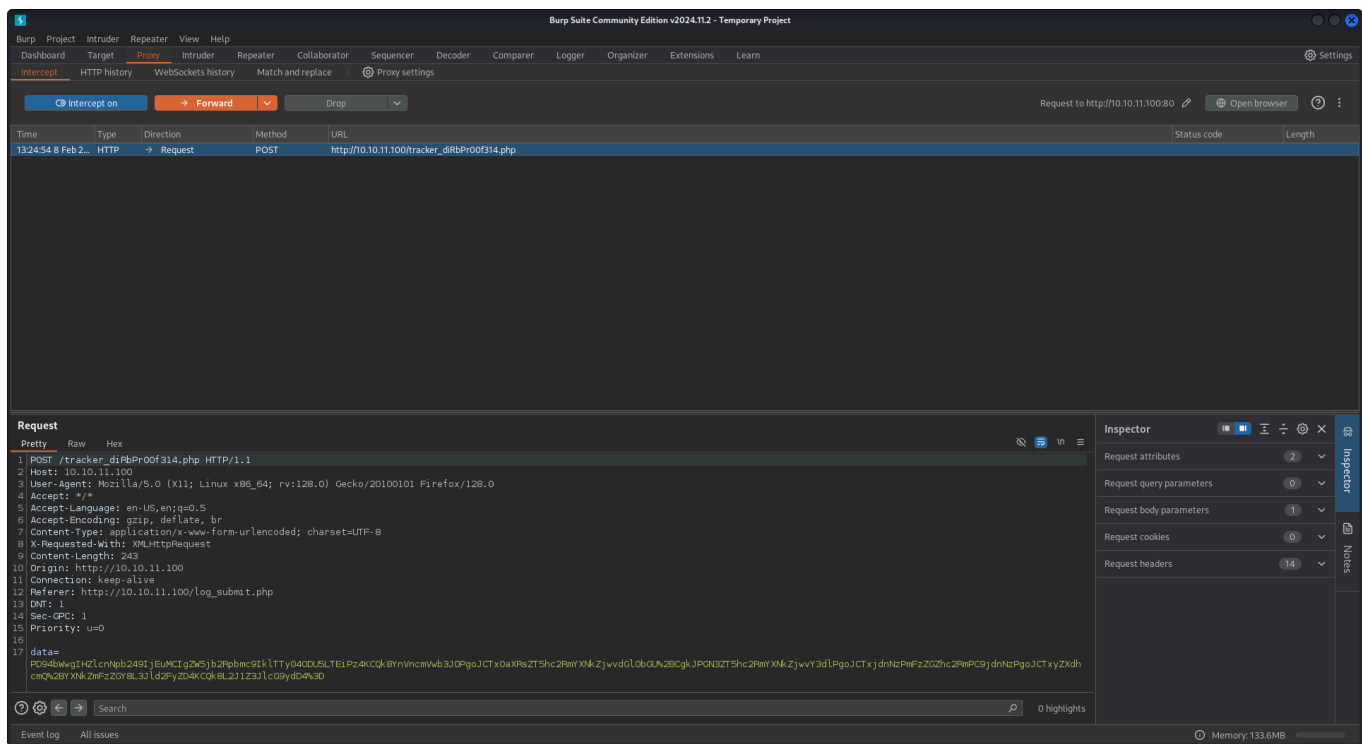 Burp Suite Community Edition v2024.11.2 - Temporary Project
Burp Project Intruder Repeater View Help
Dashboard Target Proxy Intruder Repeater Collaborator Sequencer Decoder Comparer Logger Organizer Extensions Learn Settings
Intercept HTTP history WebSockets history Match and replace Proxy settings
Intercept on → Forward Drop Request to http://10.10.11.100:80 Open browser
Time Type Direction Method URL Status code Length
13:24:54 8 Feb 2... HTTP → Request POST http://10.10.11.100/tracker_diRbPr00f314.php
Request
Pretty Raw Hex \n
1 POST /tracker_diRbPr00f314.php HTTP/1.1
2 Host: 10.10.11.100
3 User-Agent: Mozilla/5.0 (X11; Linux x86_64; rv:128.0) Gecko/20100101 Firefox/128.0
4 Accept: */*
5 Accept-Language: en-US,en;q=0.5
6 Accept-Encoding: gzip, deflate, br
7 Content-Type: application/x-www-form-urlencoded; charset=UTF-8
8 X-Requested-With: XMLHttpRequest
9 Content-Length: 243
10 Origin: http://10.10.11.100
11 Connection: keep-alive
12 Referer: http://10.10.11.100/log_submit.php
13 DNT: 1
14 Sec-GPC: 1
15 Priority: u=0
16
17 data=
Inspector
Request attributes 2
Request query parameters 0
Request body parameters 1
Request cookies 0
Request headers 14
Inspector
Notes
Search 0 highlights
Event log All issues Memory: 133.6MB